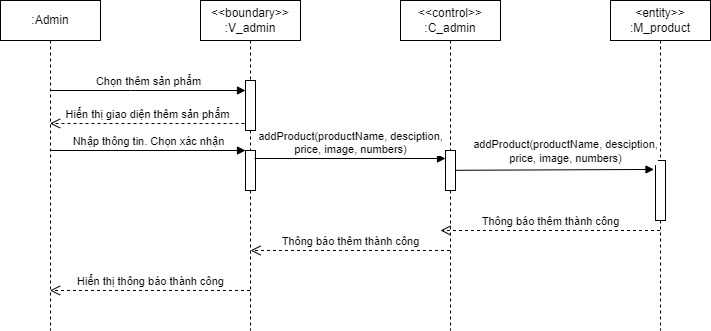 :Admin
<<boundary>>
:V_admin
<<control>>
:C_admin
<entity>>
:M_product
Chọn thêm sản phẩm
Hiển thị giao diện thêm sản phẩm
Nhập thông tin. Chọn xác nhận
addProduct(productName, desciption,
price, image, numbers)
addProduct(productName, desciption,
price, image, numbers)
Thông báo thêm thành công
Thông báo thêm thành công
Hiển thị thông báo thành công